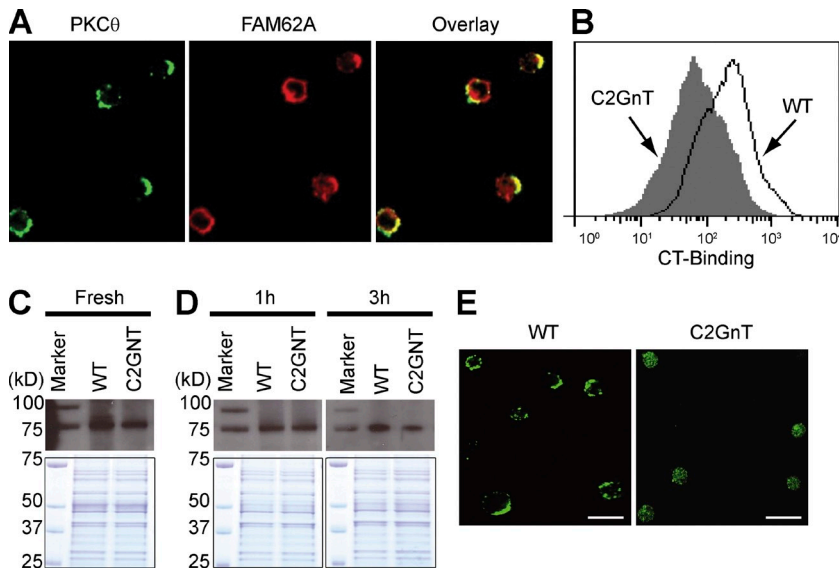 A
PKCθ
FAM62A
Overlay
B
C2GnT
WT
10⁰ 10¹ 10² 10³
CT-Binding
C
Fresh
(kD)
Marker
WT
C2GNT
100
75
75
50
37
25
D
1h
3h
(kD)
Marker
WT
C2GNT
Marker
WT
C2GNT
100
75
75
50
37
25
E
WT
C2GnT